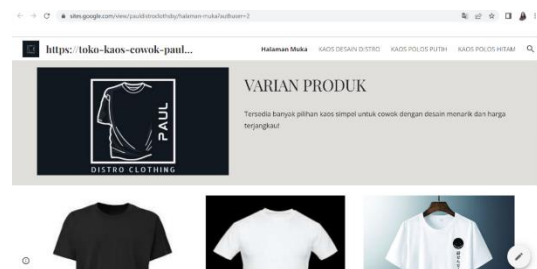 sites.google.com/view/pauldistroclothidy/halaman-muka?authuser=2
https://toko-kaos-cowok-paul...
Halaman Muka KAOS DESAIN DISTRO KAOS POLOS PUTIH KAOS POLOS HITAM
PAUL
DISTRO CLOTHING
VARIAN PRODUK
Tersedia banyak pilihan kaos simpel untuk cowok dengan desain menarik dan harga
terjangkau!